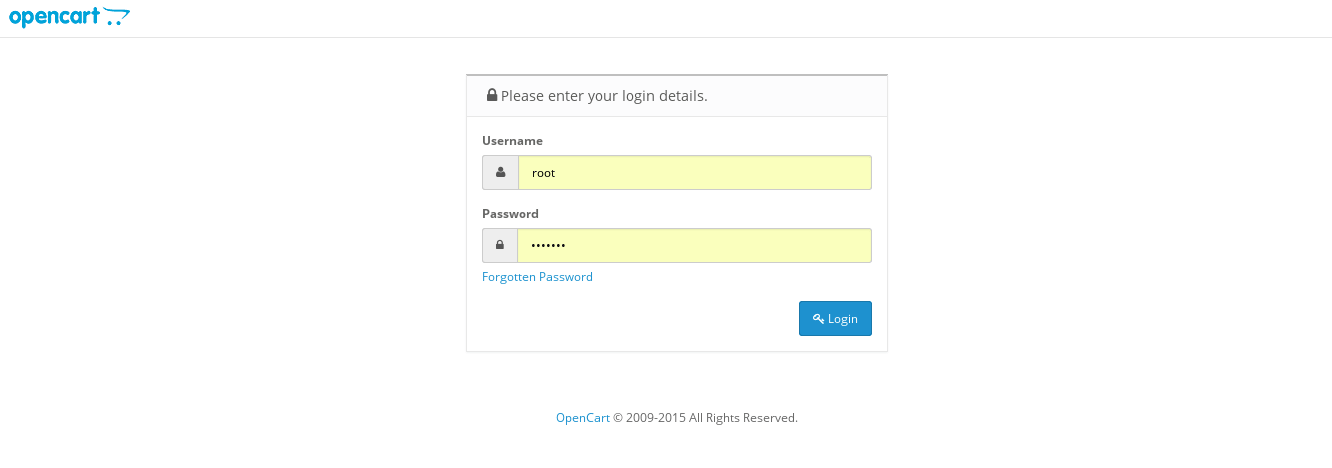 opencart
Please enter your login details.
Username
root
Password
•••••••
Forgotten Password
Login
OpenCart © 2009-2015 All Rights Reserved.